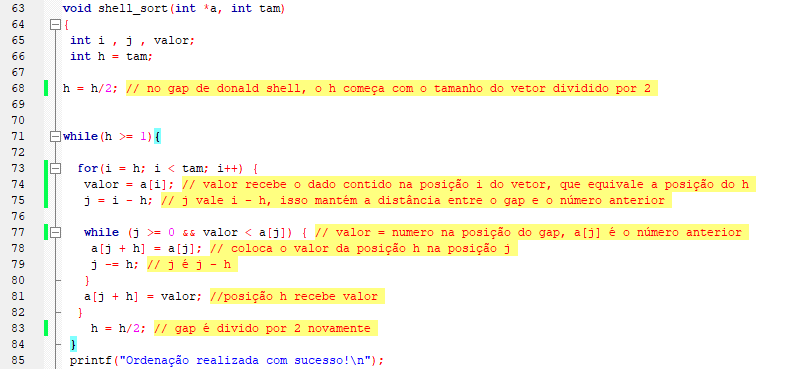 63 void shell_sort(int *a, int tam)
64 {
65 int i , j , valor;
66 int h = tam;
67
68 h = h/2; // no gap de donald shell, o h começa com o tamanho do vetor dividido por 2
69
70
71 while(h >= 1){
72
73 for(i = h; i < tam; i++) {
74 valor = a[i]; // valor recebe o dado contido na posição i do vetor, que equivale a posição do h
75 j = i - h; // j vale i - h, isso mantém a distância entre o gap e o número anterior
76
77 while (j >= 0 && valor < a[j]) { // valor = numero na posição do gap, a[j] é o número anterior
78 a[j + h] = a[j]; // coloca o valor da posição h na posição j
79 j -= h; // j é j - h
80 }
81 a[j + h] = valor; //posição h recebe valor
82 }
83 h = h/2; // gap é divido por 2 novamente
84 }
85 printf("Ordenação realizada com sucesso!\n");